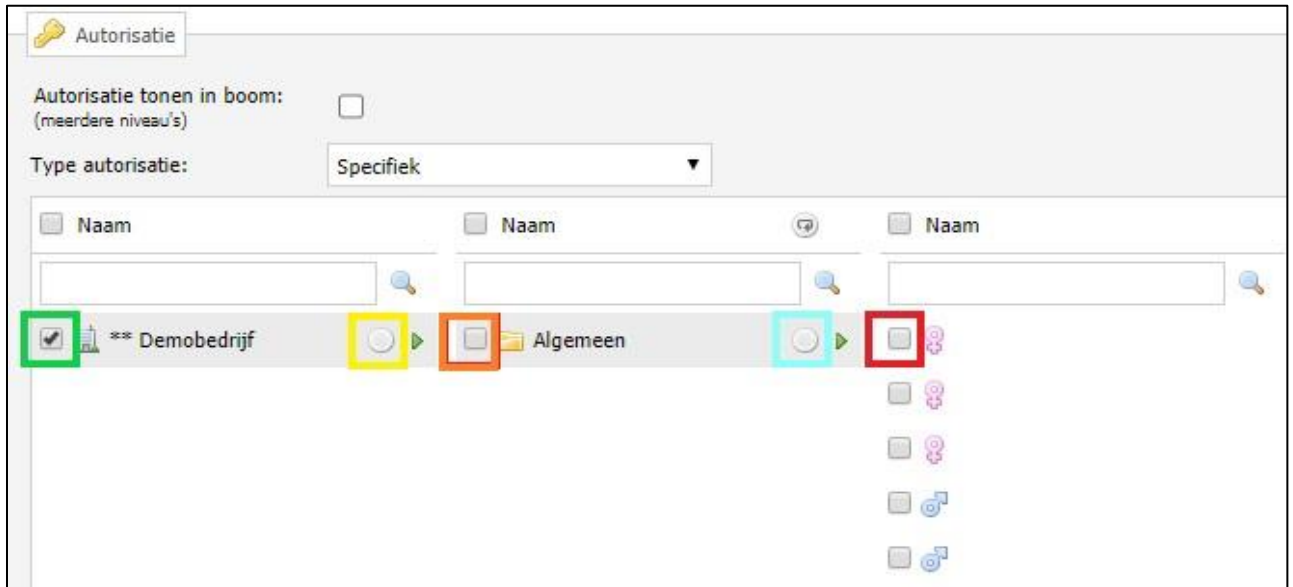 Autorisatie
Autorisatie tonen in boom:
(meerdere niveau's)
Type autorisatie: Specifiek
Naam Naam Naam
** Demobedrijf Algemeen